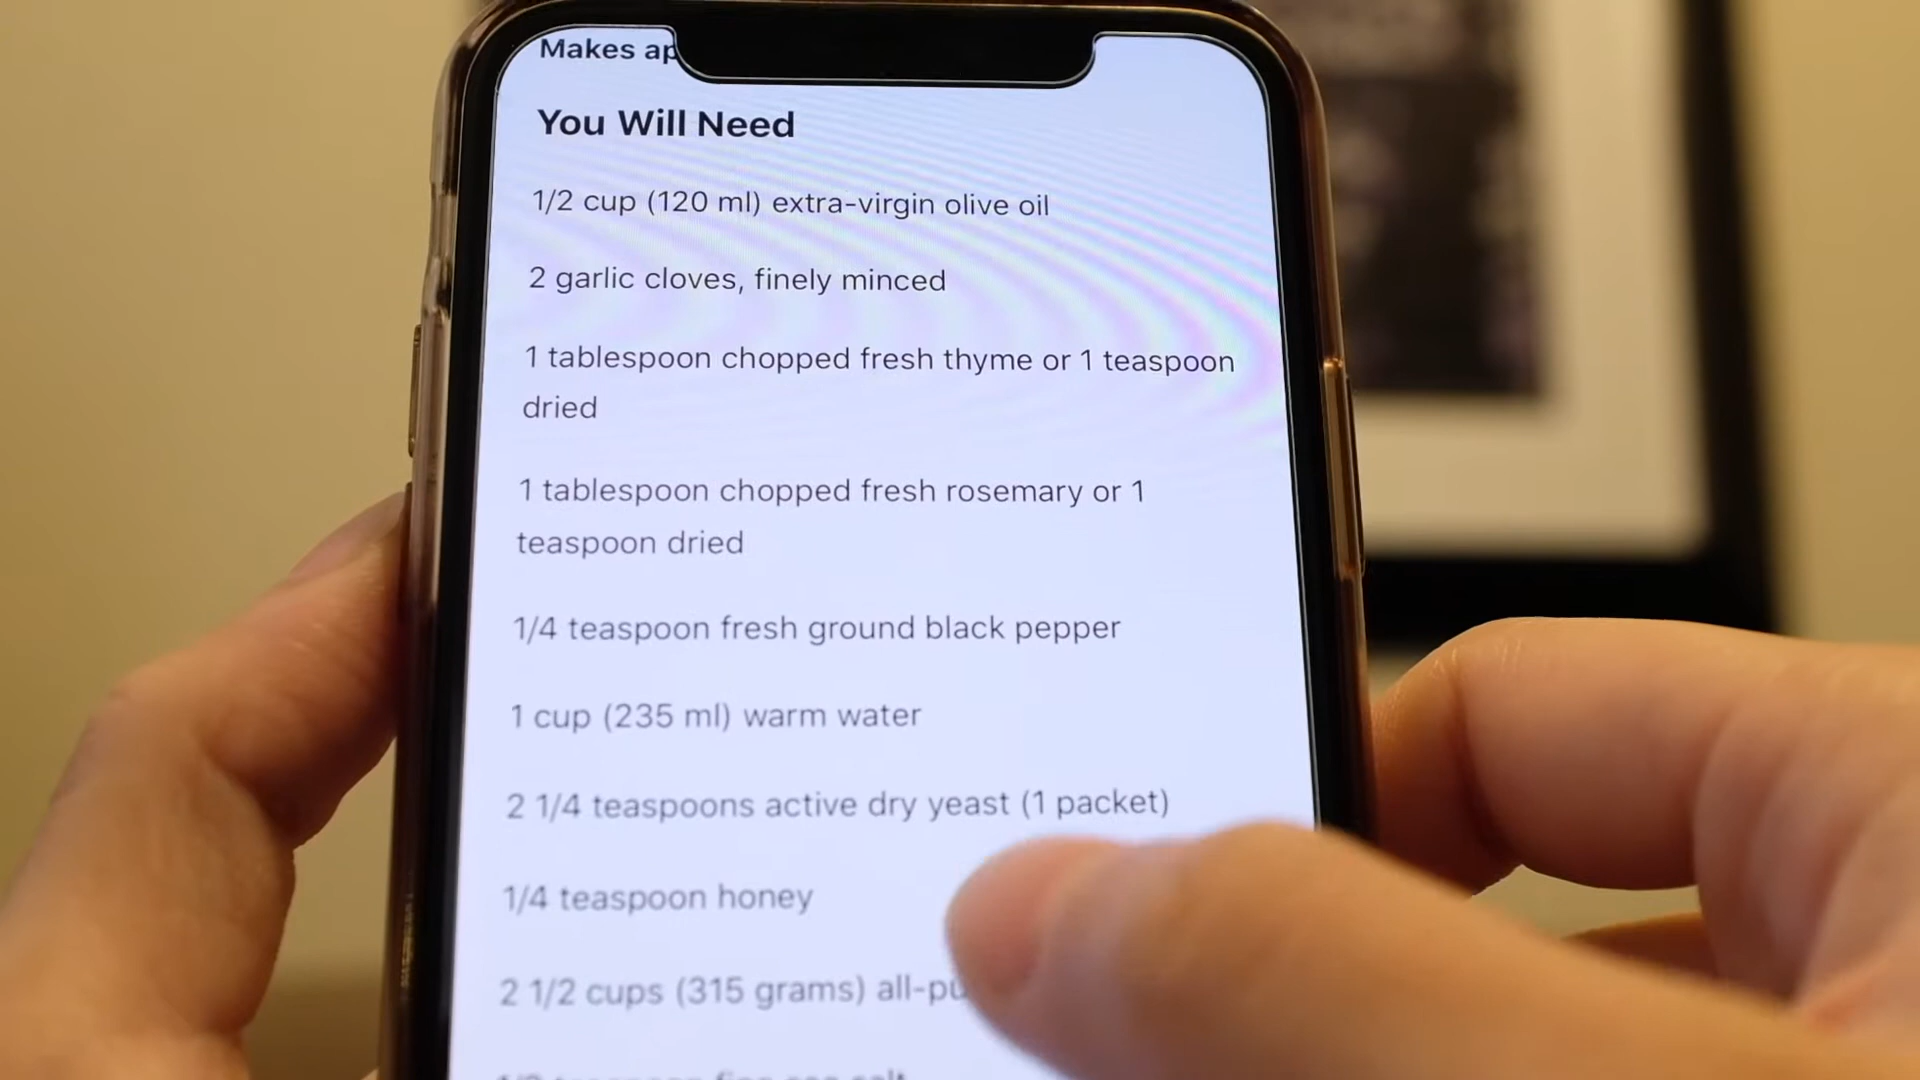 Makes ap
You Will Need
1/2 cup (120 ml) extra-virgin olive oil
2 garlic cloves, finely minced
1 tablespoon chopped fresh thyme or 1 teaspoon
dried
1 tablespoon chopped fresh rosemary or 1
teaspoon dried
1/4 teaspoon fresh ground black pepper
1 cup (235 ml) warm water
2 1/4 teaspoons active dry yeast (1 packet)
1/4 teaspoon honey
2 1/2 cups (315 grams) all-pu